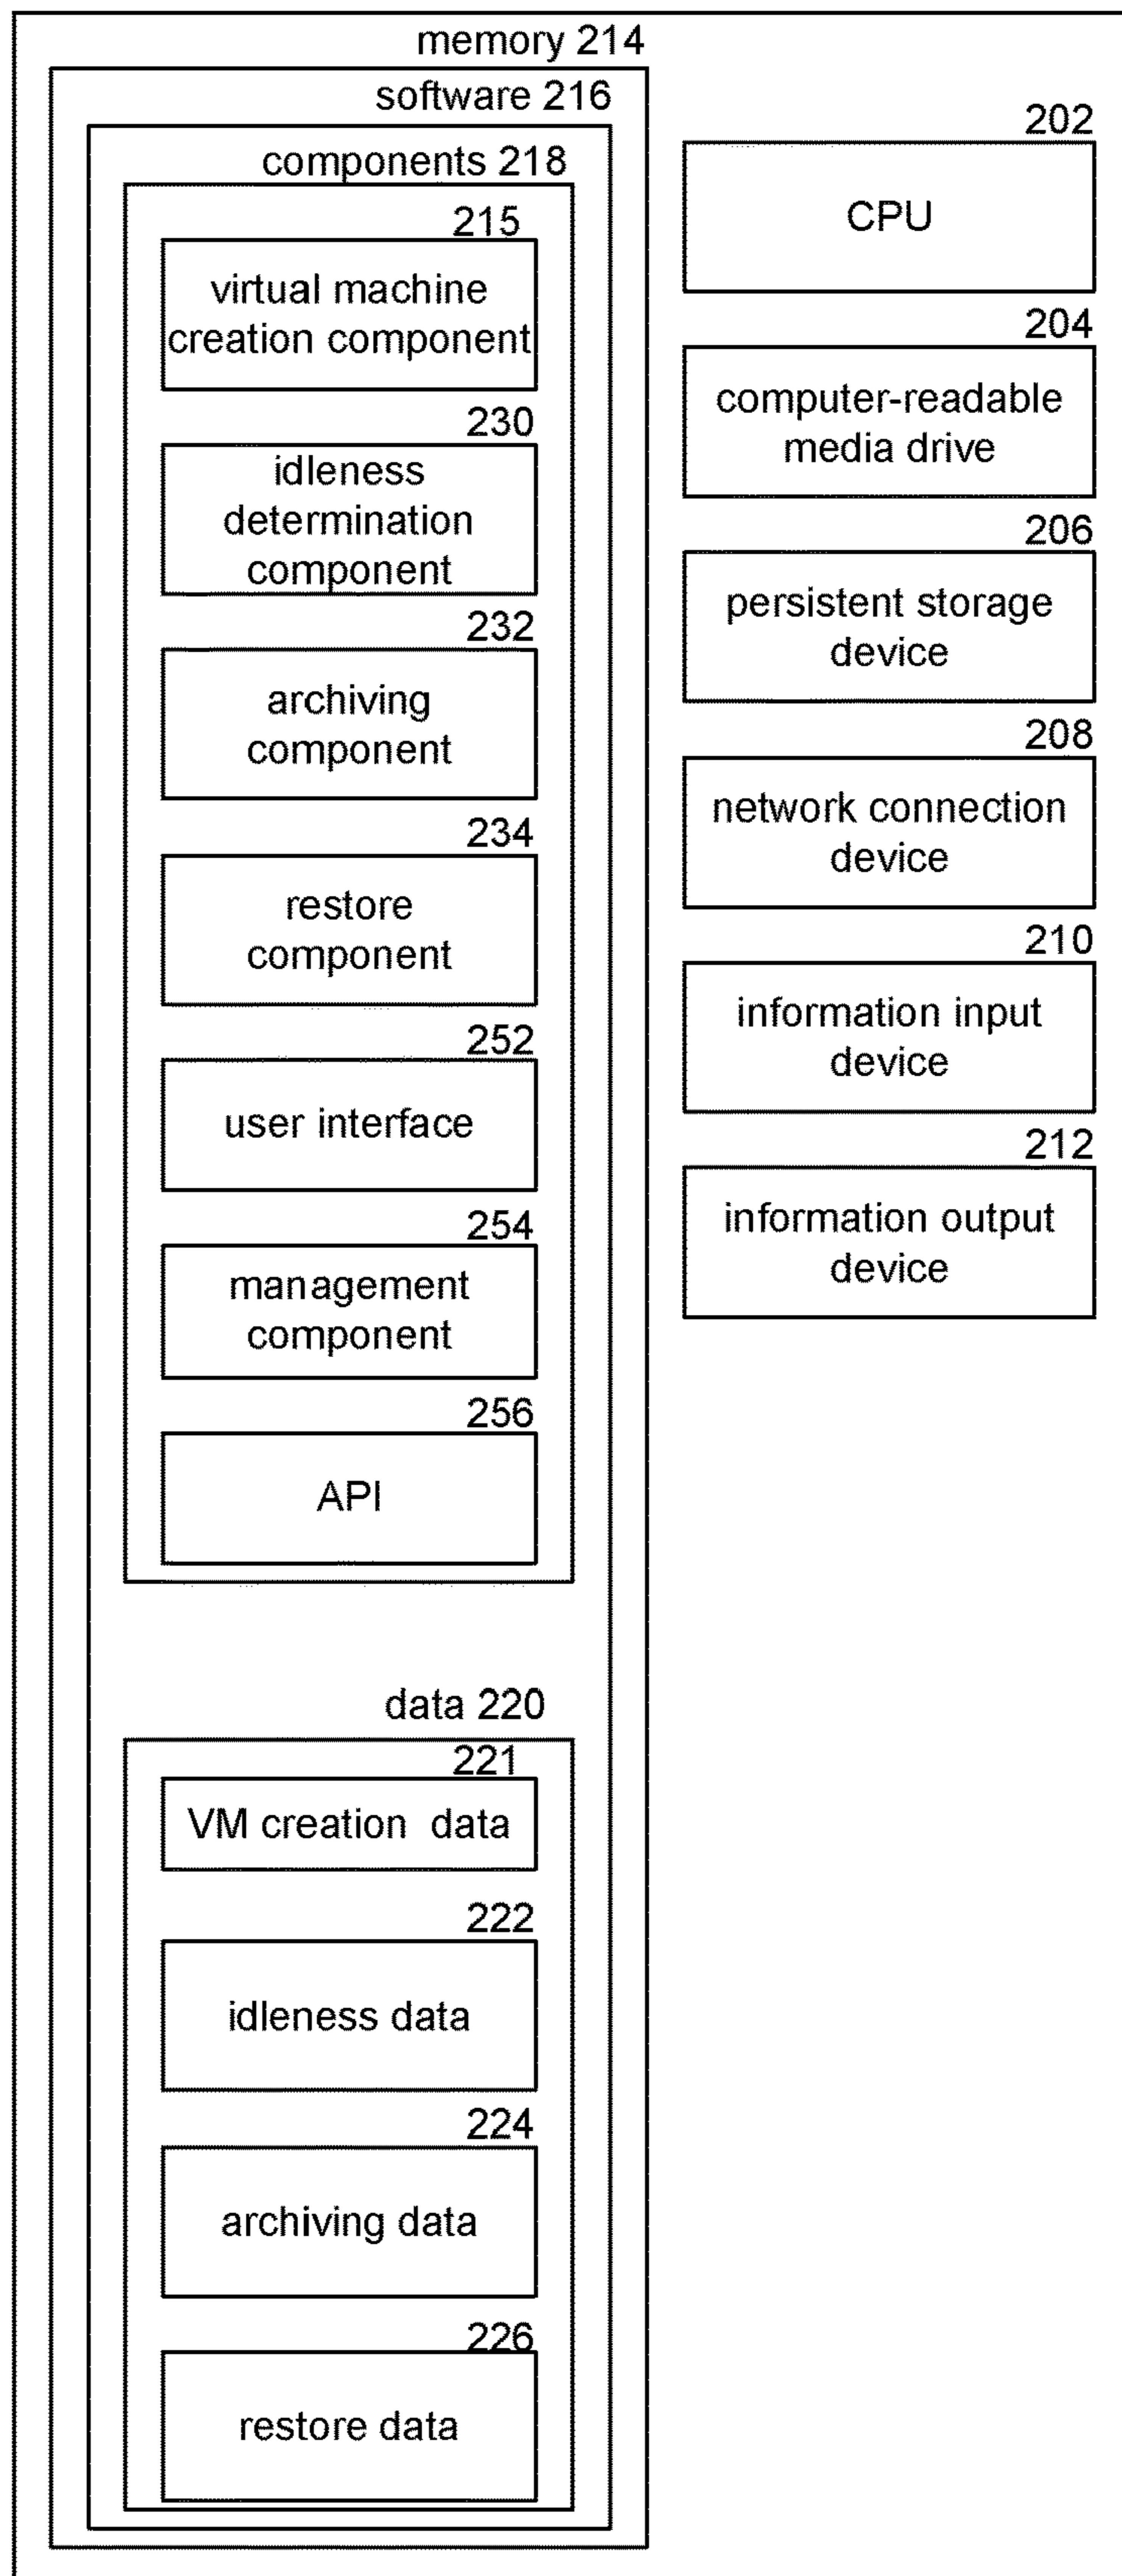 memory 214
software 216
components 218
215
virtual machine
creation component
230
idleness
determination
component
232
archiving
component
234
restore
component
252
user interface
254
management
component
256
API
data 220
221
VM creation data
222
idleness data
224
archiving data
226
restore data
202
CPU
204
computer-readable
media drive
206
persistent storage
device
208
network connection
device
210
information input
device
212
information output
device